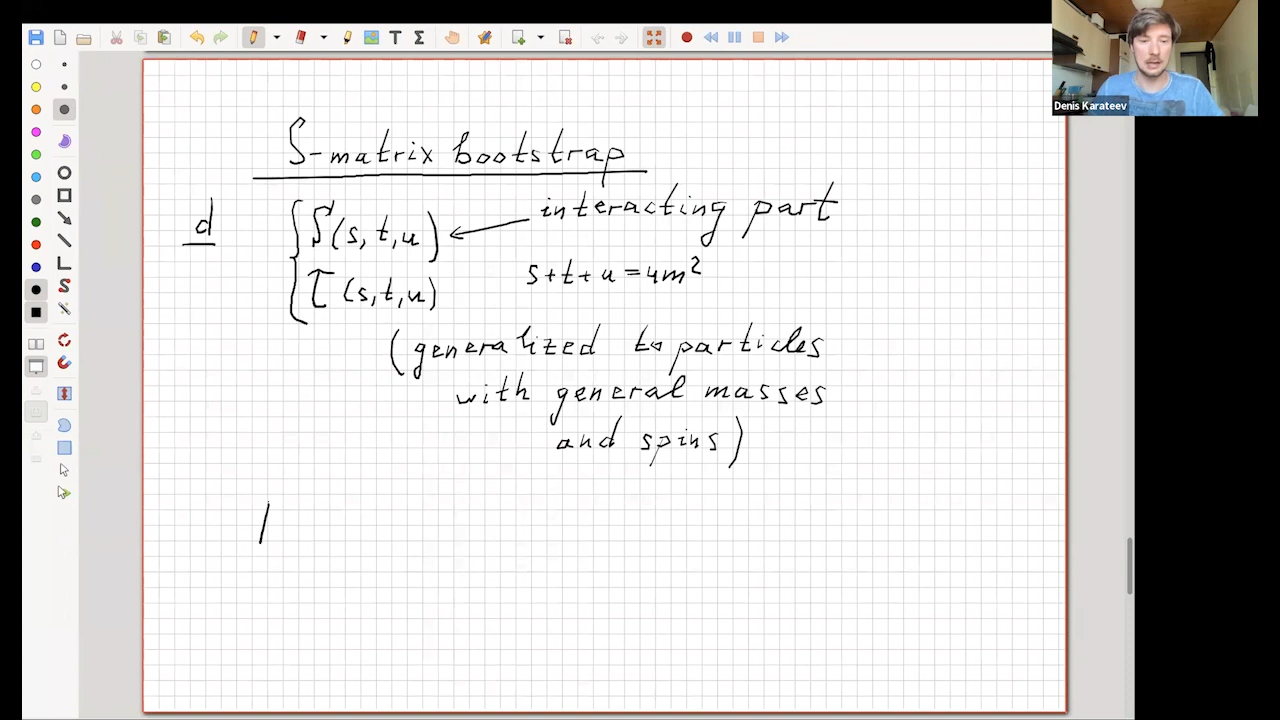 Denis Karateev
S-matrix bootstrap
d
S(s, t, u) ← interacting part
T(s, t, u)
s+t+u=4m²
(generalized to particles
with general masses
and spins)